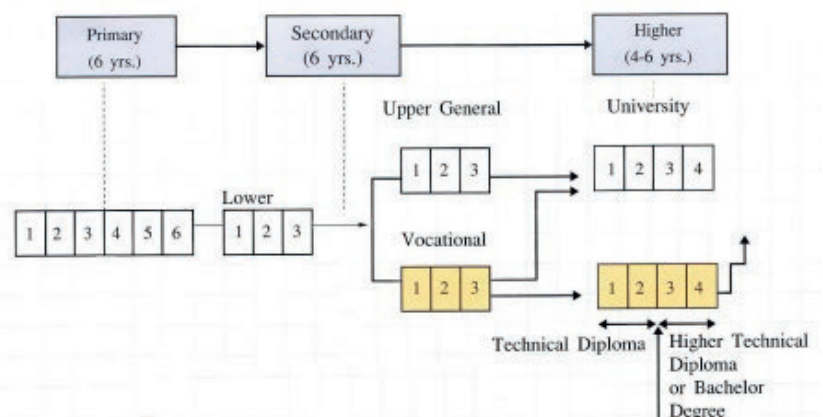 Primary
(6 yrs.)
Secondary
(6 yrs.)
Higher
(4-6 yrs.)
Upper General
University
1 2 3
1 2 3 4
Lower
1 2 3 4 5 6
1 2 3
Vocational
1 2 3
1 2 3 4
Technical Diploma
Higher Technical
Diploma
or Bachelor
Degree